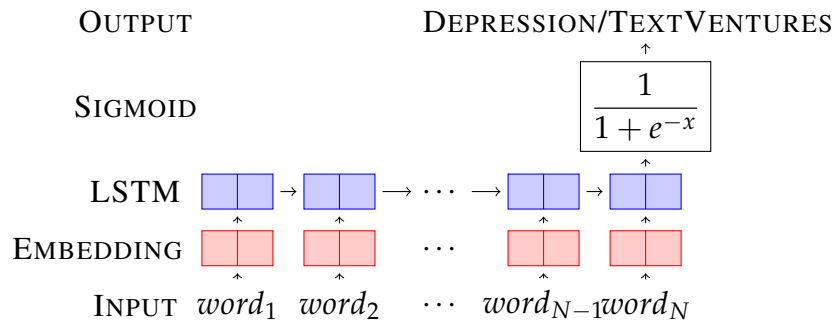 OUTPUT DEPRESSION/TEXTVENTURES
SIGMOID 1 / 1 + e^{−x}
LSTM ⋯
EMBEDDING ⋯
INPUT word_1 word_2 ⋯ word_{N−1} word_N